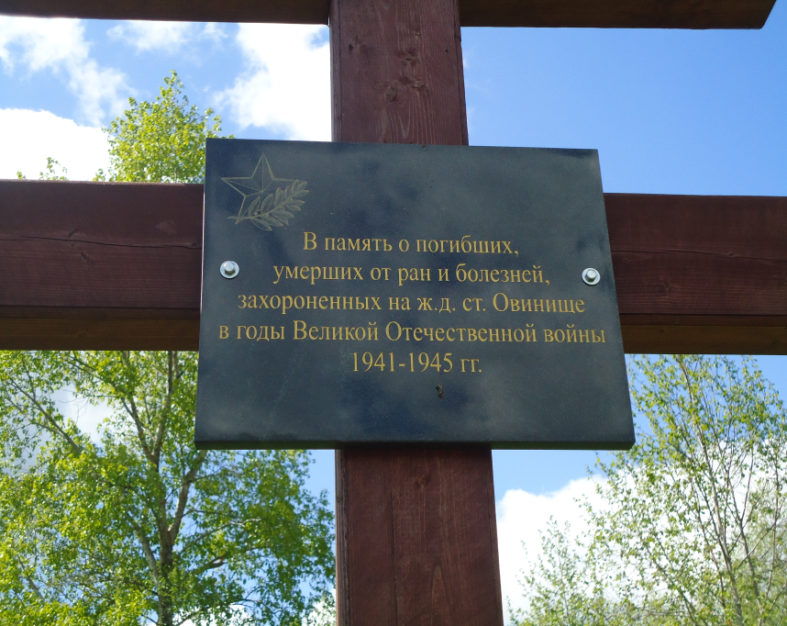 В память о погибших,
умерших от ран и болезней,
захороненных на ж.д. ст. Овинище
в годы Великой Отечественной войны
1941-1945 гг.